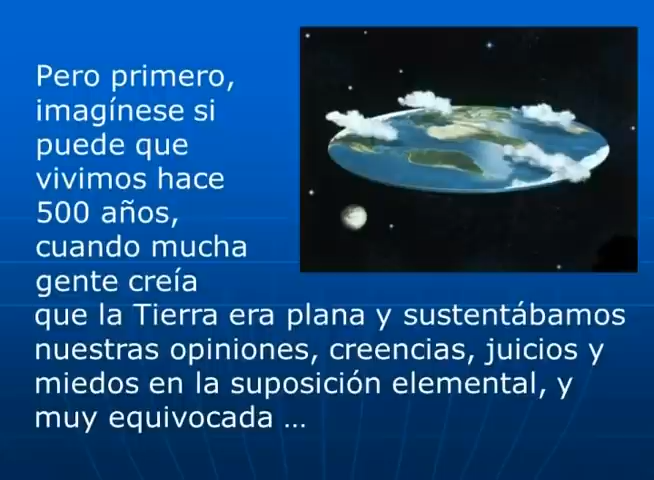 Pero primero,
imagínese si
puede que
vivimos hace
500 años,
cuando mucha
gente creía
que la Tierra era plana y sustentábamos
nuestras opiniones, creencias, juicios y
miedos en la suposición elemental, y
muy equivocada ...